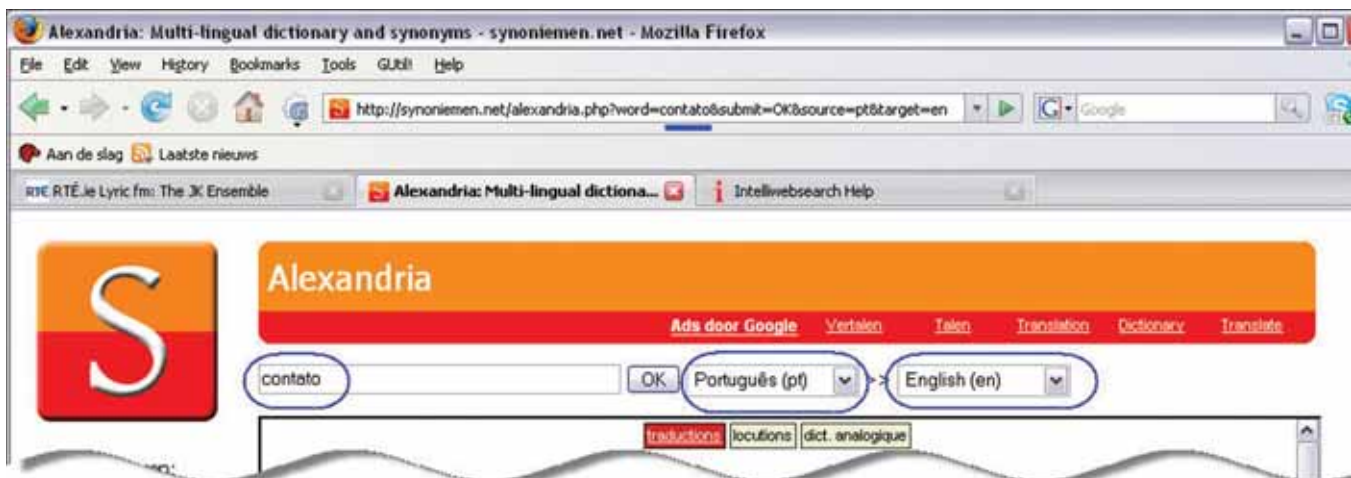 Alexandria: Multi-lingual dictionary and synonyms - synoniemen.net - Mozilla Firefox
File Edit View History Bookmarks Tools GUtil! Help
http://synoniemen.net/alexandria.php?word=contato&submit=OK&source=pt&target=en G Google
Aan de slag Laatste nieuws
RTÉ RTÉ.ie Lyric fm: The JK Ensemble S Alexandria: Multi-lingual dictiona... i Intelliwebsearch Help
S
Alexandria
Ads door Google Vertalen Talen Translation Dictionary Translate
contato OK Português (pt) >> English (en)
traductions locutions dict. analogique